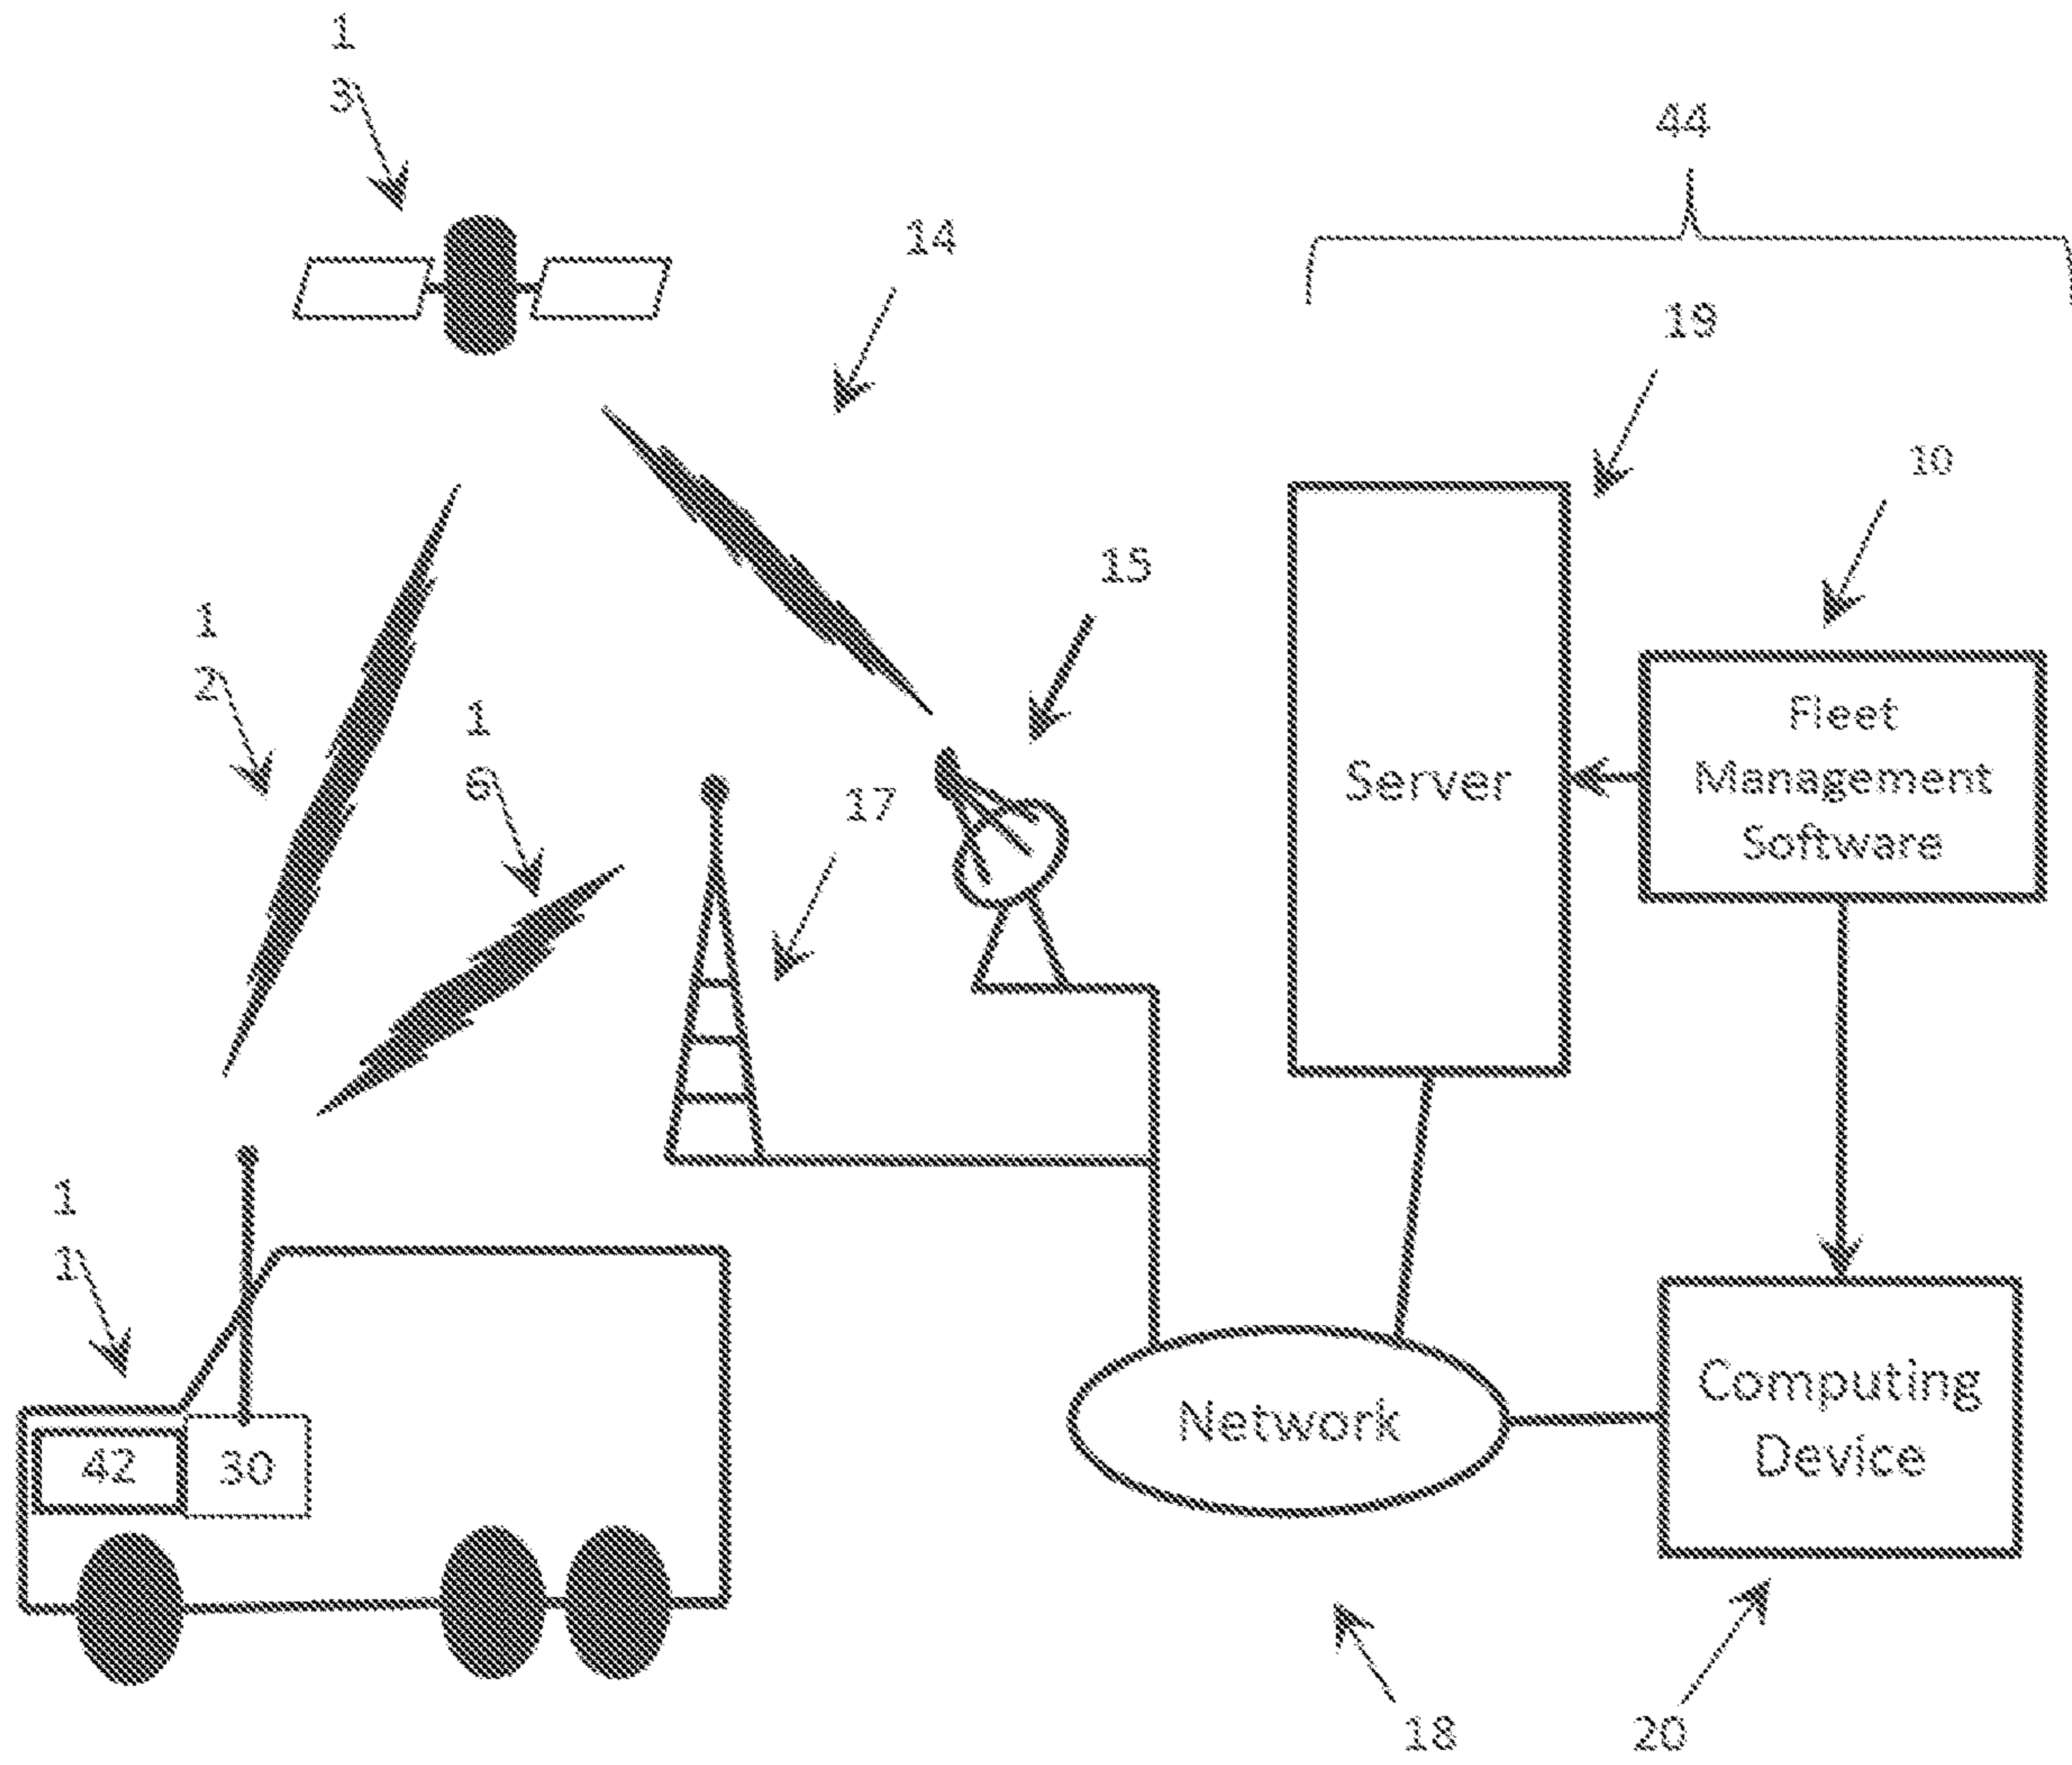 1
3
44
14
19
10
15
1
2
1
6
17
Fleet
Management
Software
Server
1
1
Computing
Device
Network
42
30
18
20